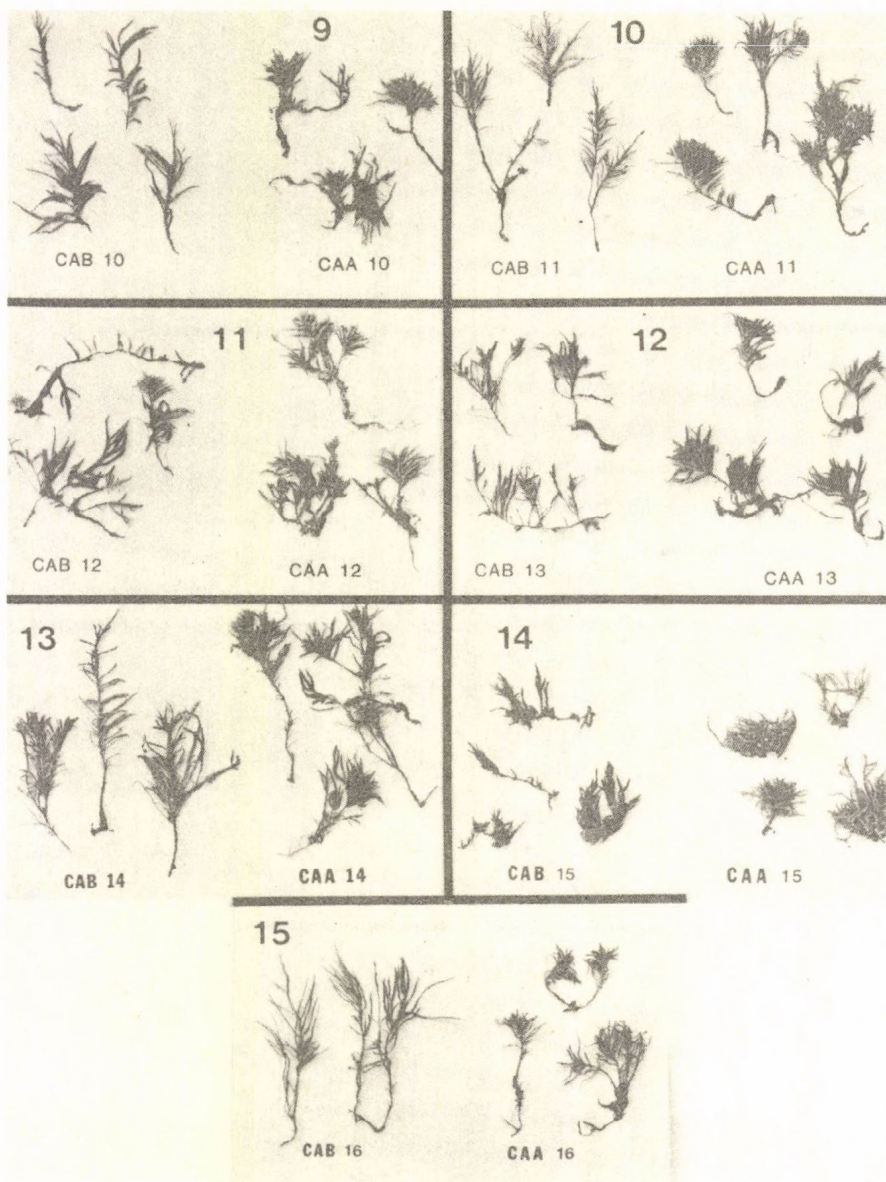 9
CAB 10
CAA 10
10
CAB 11
CAA 11
11
CAB 12
CAA 12
12
CAB 13
CAA 13
13
CAB 14
CAA 14
14
CAB 15
CAA 15
15
CAB 16
CAA 16